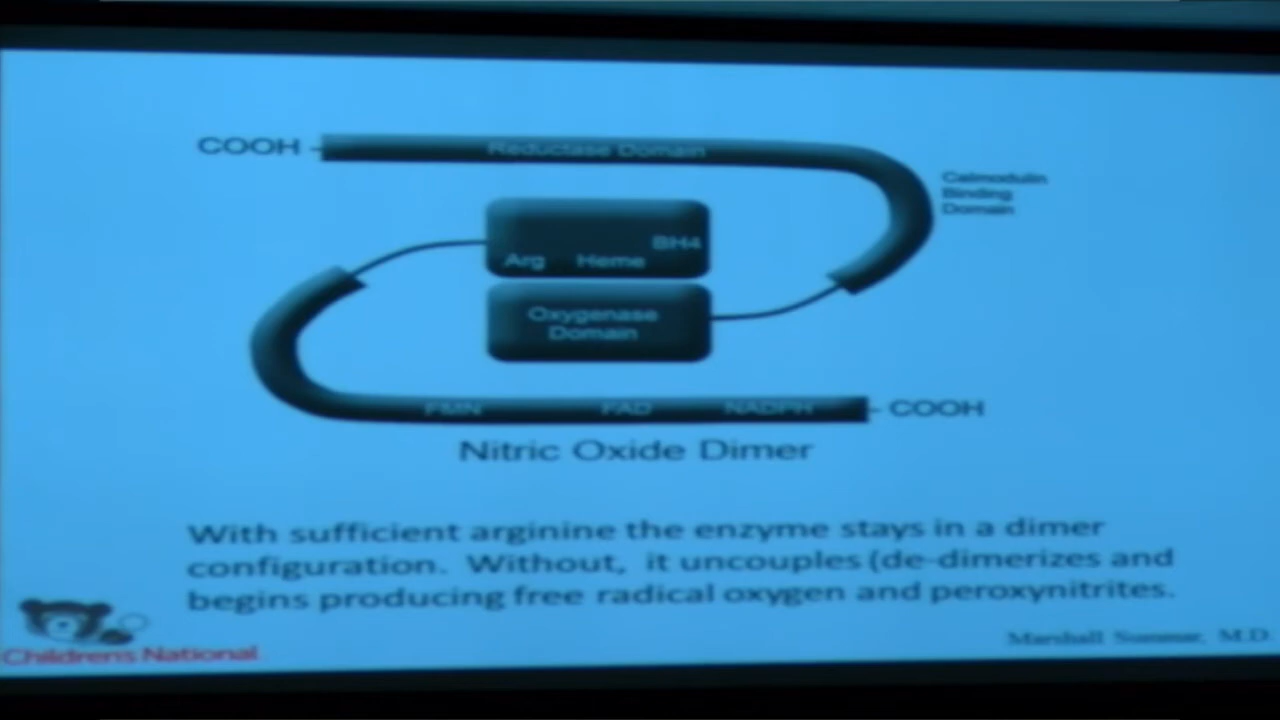 COOH
Reductase Domain
Calmodulin
Binding
Domain
BH4
Arg Heme
Oxygenase
Domain
FMN FAD NADPH
COOH
Nitric Oxide Dimer
With sufficient arginine the enzyme stays in a dimer
configuration. Without, it uncouples (de-dimerizes and
begins producing free radical oxygen and peroxynitrites.
Marshall Summar, M.D.
Children's National